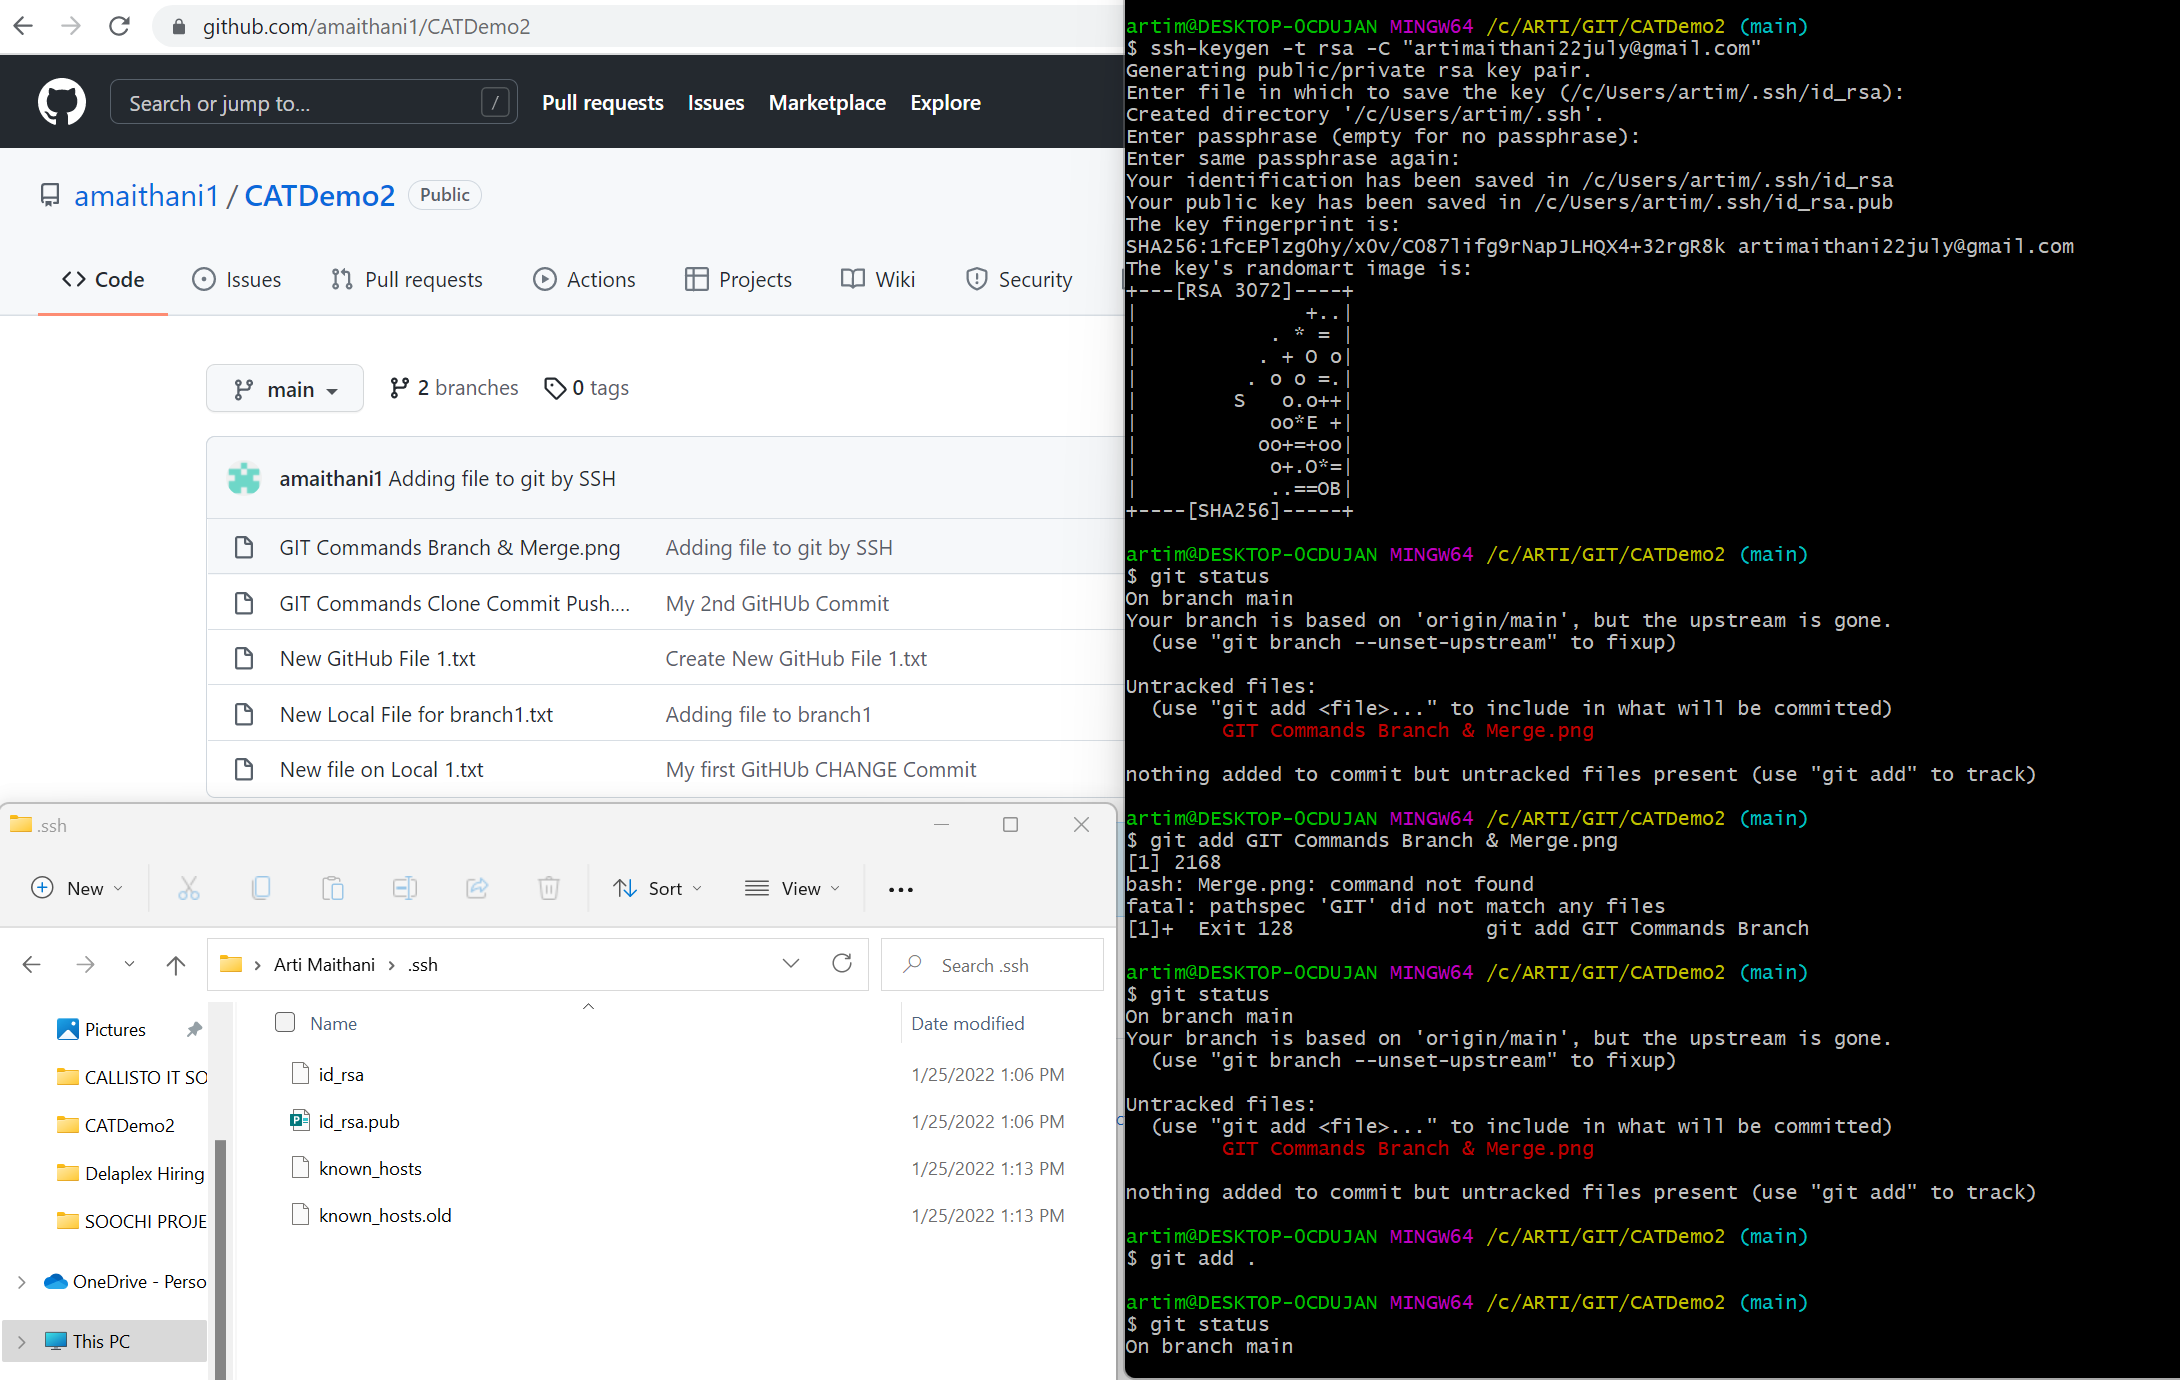 github.com/amaithani1/CATDemo2
Search or jump to...
/
Pull requests
Issues
Marketplace
Explore
amaithani1 / CATDemo2
Public
Code
Issues
Pull requests
Actions
Projects
Wiki
Security
main
2 branches
0 tags
amaithani1 Adding file to git by SSH
GIT Commands Branch & Merge.png
Adding file to git by SSH
GIT Commands Clone Commit Push....
My 2nd GitHUb Commit
New GitHub File 1.txt
Create New GitHub File 1.txt
New Local File for branch1.txt
Adding file to branch1
New file on Local 1.txt
My first GitHUb CHANGE Commit
.ssh
New
Sort
View
Arti Maithani > .ssh
Search .ssh
Pictures
CALLISTO IT SO
CATDemo2
Delaplex Hiring
SOOCHI PROJE
OneDrive - Perso
This PC
Name
Date modified
id_rsa
1/25/2022 1:06 PM
id_rsa.pub
1/25/2022 1:06 PM
known_hosts
1/25/2022 1:13 PM
known_hosts.old
1/25/2022 1:13 PM
artim@DESKTOP-OCDUJAN MINGW64 /c/ARTI/GIT/CATDemo2 (main)
$ ssh-keygen -t rsa -C "artimaithani22july@gmail.com"
Generating public/private rsa key pair.
Enter file in which to save the key (/c/Users/artim/.ssh/id_rsa):
Created directory '/c/Users/artim/.ssh'.
Enter passphrase (empty for no passphrase):
Enter same passphrase again:
Your identification has been saved in /c/Users/artim/.ssh/id_rsa
Your public key has been saved in /c/Users/artim/.ssh/id_rsa.pub
The key fingerprint is:
SHA256:1fcEPlzgOhy/xOv/CO87lifg9rNapJLHQX4+32rgR8k artimaithani22july@gmail.com
The key's randomart image is:
+---[RSA 3072]----+
|              +..|
|           . * = |
|          . + O o|
|         . o o =.|
|        S   o.o++|
|           oo*E +|
|          oo+=+oo|
|           o+.O*=|
|           ..==OB|
+----[SHA256]-----+
artim@DESKTOP-OCDUJAN MINGW64 /c/ARTI/GIT/CATDemo2 (main)
$ git status
On branch main
Your branch is based on 'origin/main', but the upstream is gone.
(use "git branch --unset-upstream" to fixup)
Untracked files:
(use "git add <file>..." to include in what will be committed)
GIT Commands Branch & Merge.png
nothing added to commit but untracked files present (use "git add" to track)
artim@DESKTOP-OCDUJAN MINGW64 /c/ARTI/GIT/CATDemo2 (main)
$ git add GIT Commands Branch & Merge.png
[1] 2168
bash: Merge.png: command not found
fatal: pathspec 'GIT' did not match any files
[1]+  Exit 128                git add GIT Commands Branch
artim@DESKTOP-OCDUJAN MINGW64 /c/ARTI/GIT/CATDemo2 (main)
$ git status
On branch main
Your branch is based on 'origin/main', but the upstream is gone.
(use "git branch --unset-upstream" to fixup)
Untracked files:
(use "git add <file>..." to include in what will be committed)
GIT Commands Branch & Merge.png
nothing added to commit but untracked files present (use "git add" to track)
artim@DESKTOP-OCDUJAN MINGW64 /c/ARTI/GIT/CATDemo2 (main)
$ git add .
artim@DESKTOP-OCDUJAN MINGW64 /c/ARTI/GIT/CATDemo2 (main)
$ git status
On branch main